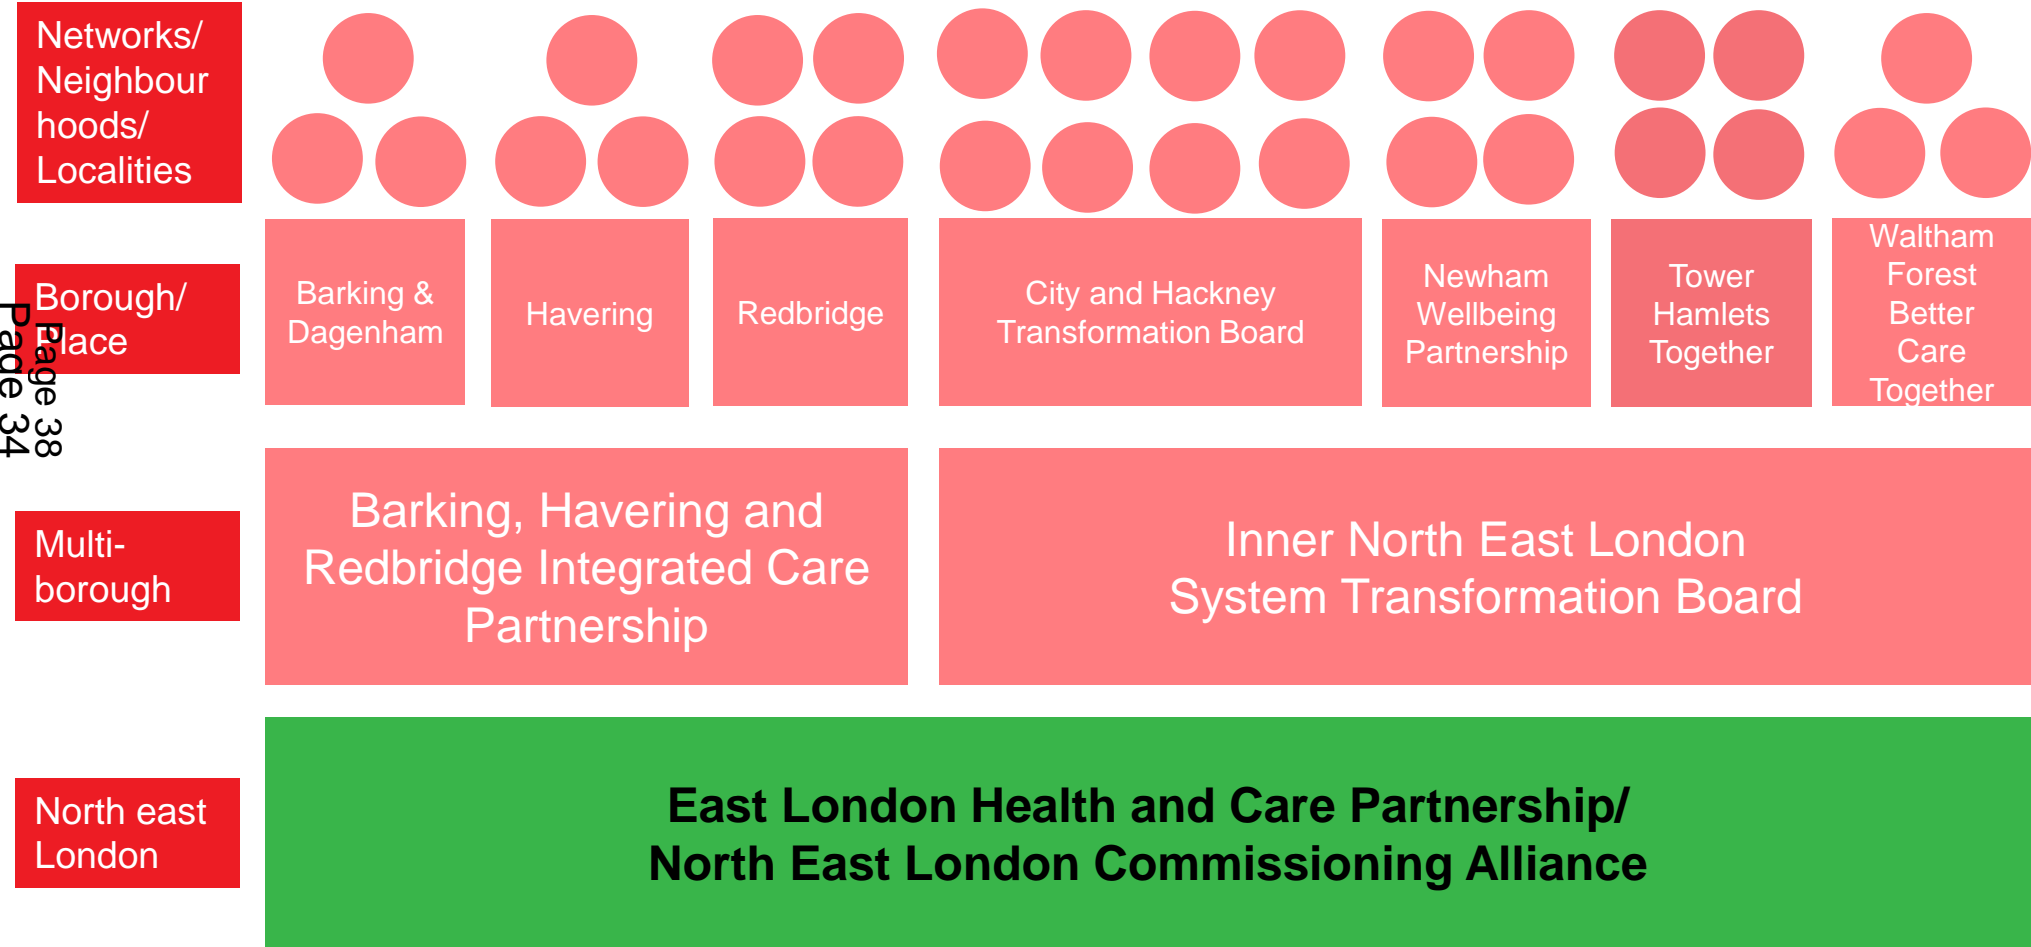 Networks/
Neighbour
hoods/
Localities
Borough/
Place
Page 38
Page 34
Barking &
Dagenham
Havering
Redbridge
City and Hackney
Transformation Board
Newham
Wellbeing
Partnership
Tower
Hamlets
Together
Waltham
Forest
Better
Care
Together
Multi-
borough
Barking, Havering and
Redbridge Integrated Care
Partnership
Inner North East London
System Transformation Board
North east
London
East London Health and Care Partnership/
North East London Commissioning Alliance